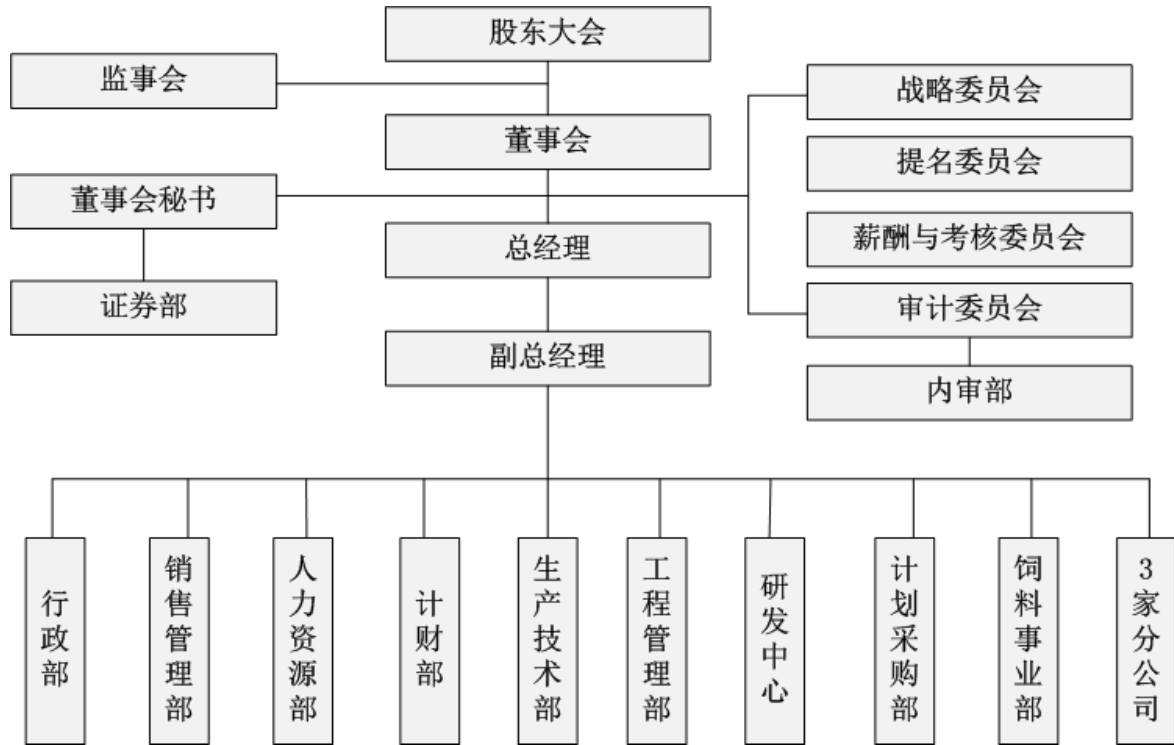 股东大会
监事会
战略委员会
董事会
提名委员会
董事会秘书
总经理
薪酬与考核委员会
证券部
审计委员会
副总经理
内审部
行政部
销售管理部
人力资源部
计财部
生产技术部
工程管理部
研发中心
计划采购部
饲料事业部
3家分公司